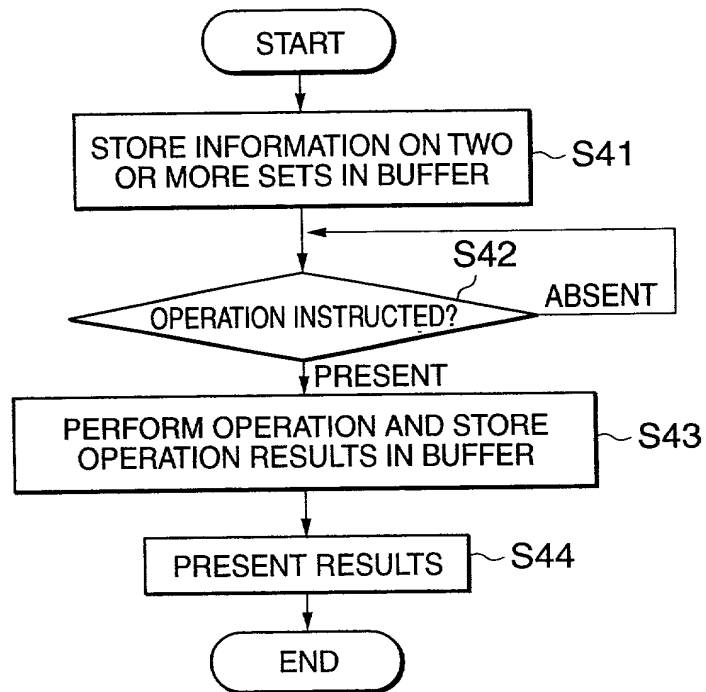 START
STORE INFORMATION ON TWO
OR MORE SETS IN BUFFER
S41
S42
OPERATION INSTRUCTED?
ABSENT
PRESENT
PERFORM OPERATION AND STORE
OPERATION RESULTS IN BUFFER
S43
PRESENT RESULTS
S44
END